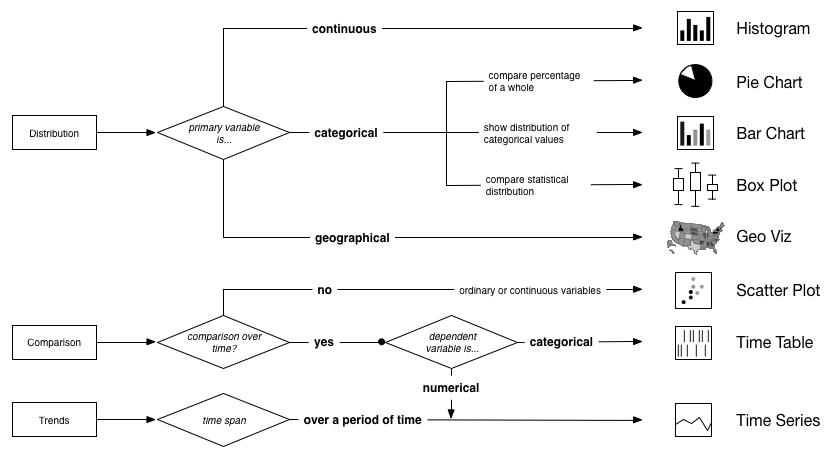 continuous
Histogram
compare percentage
of a whole
Pie Chart
Distribution
primary variable
is...
categorical
show distribution of
categorical values
Bar Chart
compare statistical
distribution
Box Plot
geographical
Geo Viz
no
ordinary or continuous variables
Scatter Plot
Comparison
comparison over
time?
yes
dependent
variable is...
categorical
Time Table
numerical
Trends
time span
over a period of time
Time Series